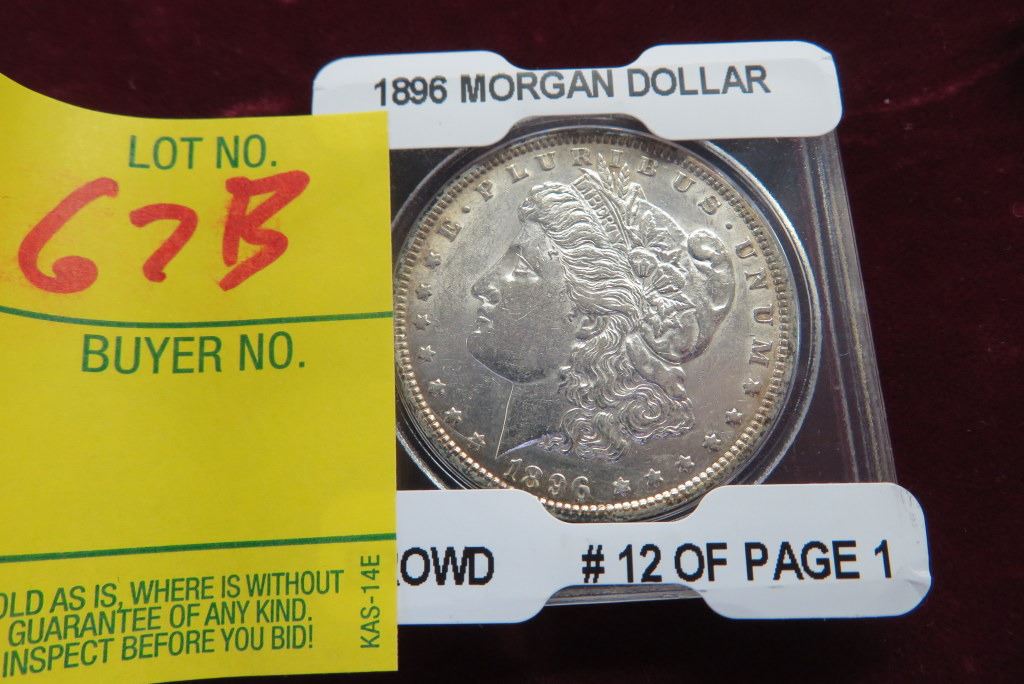 LOT NO.
67B
BUYER NO.
OLD AS IS, WHERE IS WITHOUT
GUARANTEE OF ANY KIND.
INSPECT BEFORE YOU BID!
KAS-14E
1896 MORGAN DOLLAR
E·PLURIBUS·UNUM
LIBERTY
1896
ROWD # 12 OF PAGE 1